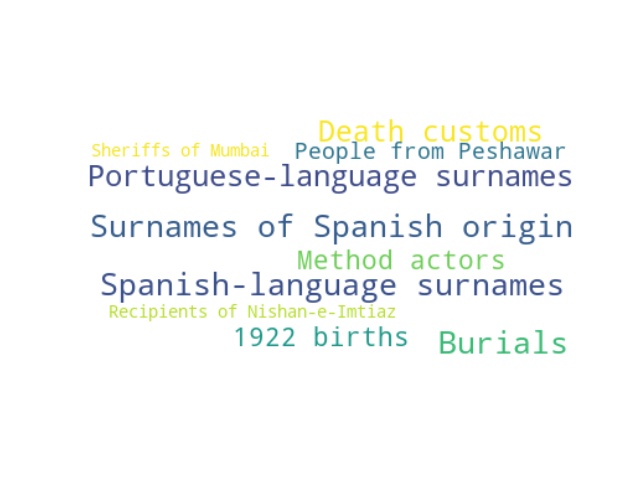 Death customs
Sheriffs of Mumbai
People from Peshawar
Portuguese-language surnames
Surnames of Spanish origin
Method actors
Spanish-language surnames
Recipients of Nishan-e-Imtiaz
1922 births
Burials